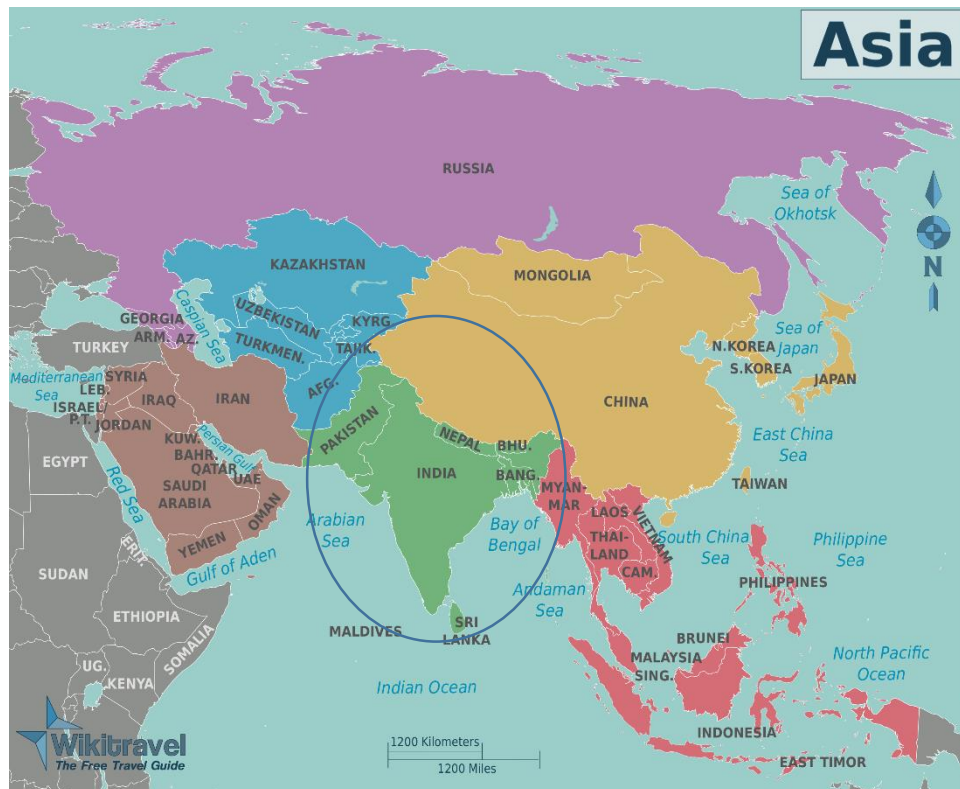 Asia
RUSSIA
Sea of
Okhotsk
N
KAZAKHSTAN
MONGOLIA
Caspian Sea
UZBEKISTAN
KYRG.
GEORGIA
ARM.
AZ.
TURKMEN.
TAJIK.
TURKEY
Sea of
Japan
N.KOREA
S.KOREA
JAPAN
Mediterranean
Sea
SYRIA
LEB.
ISRAEL/
P.T.
JORDAN
IRAQ
IRAN
AFG.
CHINA
PAKISTAN
NEPAL
BHU.
East China
Sea
EGYPT
KUW.
BAHR.
QATAR
Persian Gulf
UAE
SAUDI
ARABIA
OMAN
INDIA
BANG.
MYAN-
MAR
TAIWAN
Red Sea
Arabian
Sea
Bay of
Bengal
LAOS
THAI-
LAND
VIETNAM
CAM.
South China
Sea
Philippine
Sea
YEMEN
ERIT.
Gulf of Aden
SUDAN
Andaman
Sea
PHILIPPINES
ETHIOPIA
SOMALIA
MALDIVES
SRI
LANKA
BRUNEI
MALAYSIA
SING.
North Pacific
Ocean
UG.
KENYA
Indian Ocean
INDONESIA
EAST TIMOR
Wikitravel
The Free Travel Guide
1200 Kilometers
1200 Miles